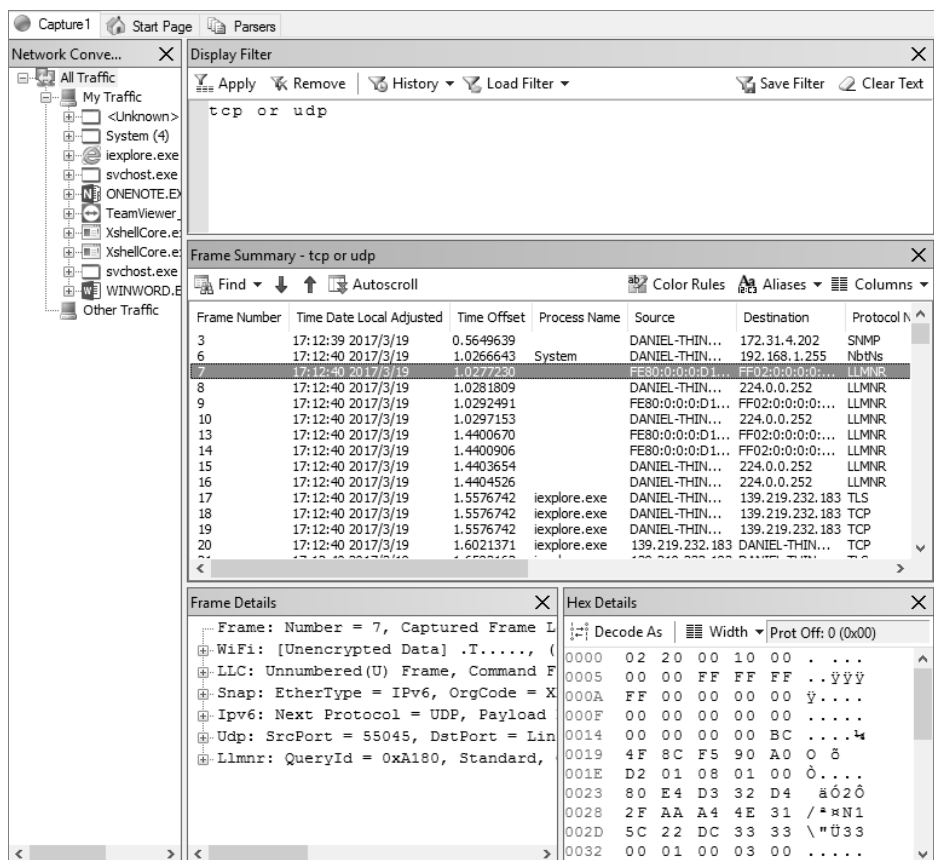 Capture1 Start Page Parsers
Network Conve...
All Traffic
My Traffic
<Unknown>
System (4)
iexplore.exe
svchost.exe
ONENOTE.EX
TeamViewer_
XshellCore.e
XshellCore.e
svchost.exe
WINWORD.E
Other Traffic
Display Filter
Apply Remove History Load Filter Save Filter Clear Text
tcp or udp
Frame Summary - tcp or udp
Find Autoscroll Color Rules Aliases Columns
Frame Number Time Date Local Adjusted Time Offset Process Name Source Destination Protocol N
3 17:12:39 2017/3/19 0.5649639 DANIEL-THIN... 172.31.4.202 SNMP
6 17:12:40 2017/3/19 1.0266643 System DANIEL-THIN... 192.168.1.255 NbtNs
7 17:12:40 2017/3/19 1.0277230 FE80:0:0:0:D1... FF02:0:0:0:0:... LLMNR
8 17:12:40 2017/3/19 1.0281809 DANIEL-THIN... 224.0.0.252 LLMNR
9 17:12:40 2017/3/19 1.0292491 FE80:0:0:0:D1... FF02:0:0:0:0:... LLMNR
10 17:12:40 2017/3/19 1.0297153 DANIEL-THIN... 224.0.0.252 LLMNR
13 17:12:40 2017/3/19 1.4400670 FE80:0:0:0:D1... FF02:0:0:0:0:... LLMNR
14 17:12:40 2017/3/19 1.4400906 FE80:0:0:0:D1... FF02:0:0:0:0:... LLMNR
15 17:12:40 2017/3/19 1.4403654 DANIEL-THIN... 224.0.0.252 LLMNR
16 17:12:40 2017/3/19 1.4404526 DANIEL-THIN... 224.0.0.252 LLMNR
17 17:12:40 2017/3/19 1.5576742 iexplore.exe DANIEL-THIN... 139.219.232.183 TLS
18 17:12:40 2017/3/19 1.5576742 iexplore.exe DANIEL-THIN... 139.219.232.183 TCP
19 17:12:40 2017/3/19 1.5576742 iexplore.exe DANIEL-THIN... 139.219.232.183 TCP
20 17:12:40 2017/3/19 1.6021371 iexplore.exe 139.219.232.183 DANIEL-THIN... TCP
Frame Details
Frame: Number = 7, Captured Frame L
WiFi: [Unencrypted Data] .T....., (
LLC: Unnumbered(U) Frame, Command F
Snap: EtherType = IPv6, OrgCode = X
Ipv6: Next Protocol = UDP, Payload
Udp: SrcPort = 55045, DstPort = Lin
Llmnr: QueryId = 0xA180, Standard,
Hex Details
Decode As Width Prot Off: 0 (0x00)
0000 02 20 00 10 00 . ...
0005 00 00 FF FF FF ..ÿÿÿ
000A FF 00 00 00 00 ÿ....
000F 00 00 00 00 00 .....
0014 00 00 00 00 BC ....¼
0019 4F 8C F5 90 A0 O õ
001E D2 01 08 01 00 Ò....
0023 80 E4 D3 32 D4 äÓ2Ô
0028 2F AA A4 4E 31 /ª¤N1
002D 5C 22 DC 33 33 \"Ü33
0032 00 01 00 03 00 .....